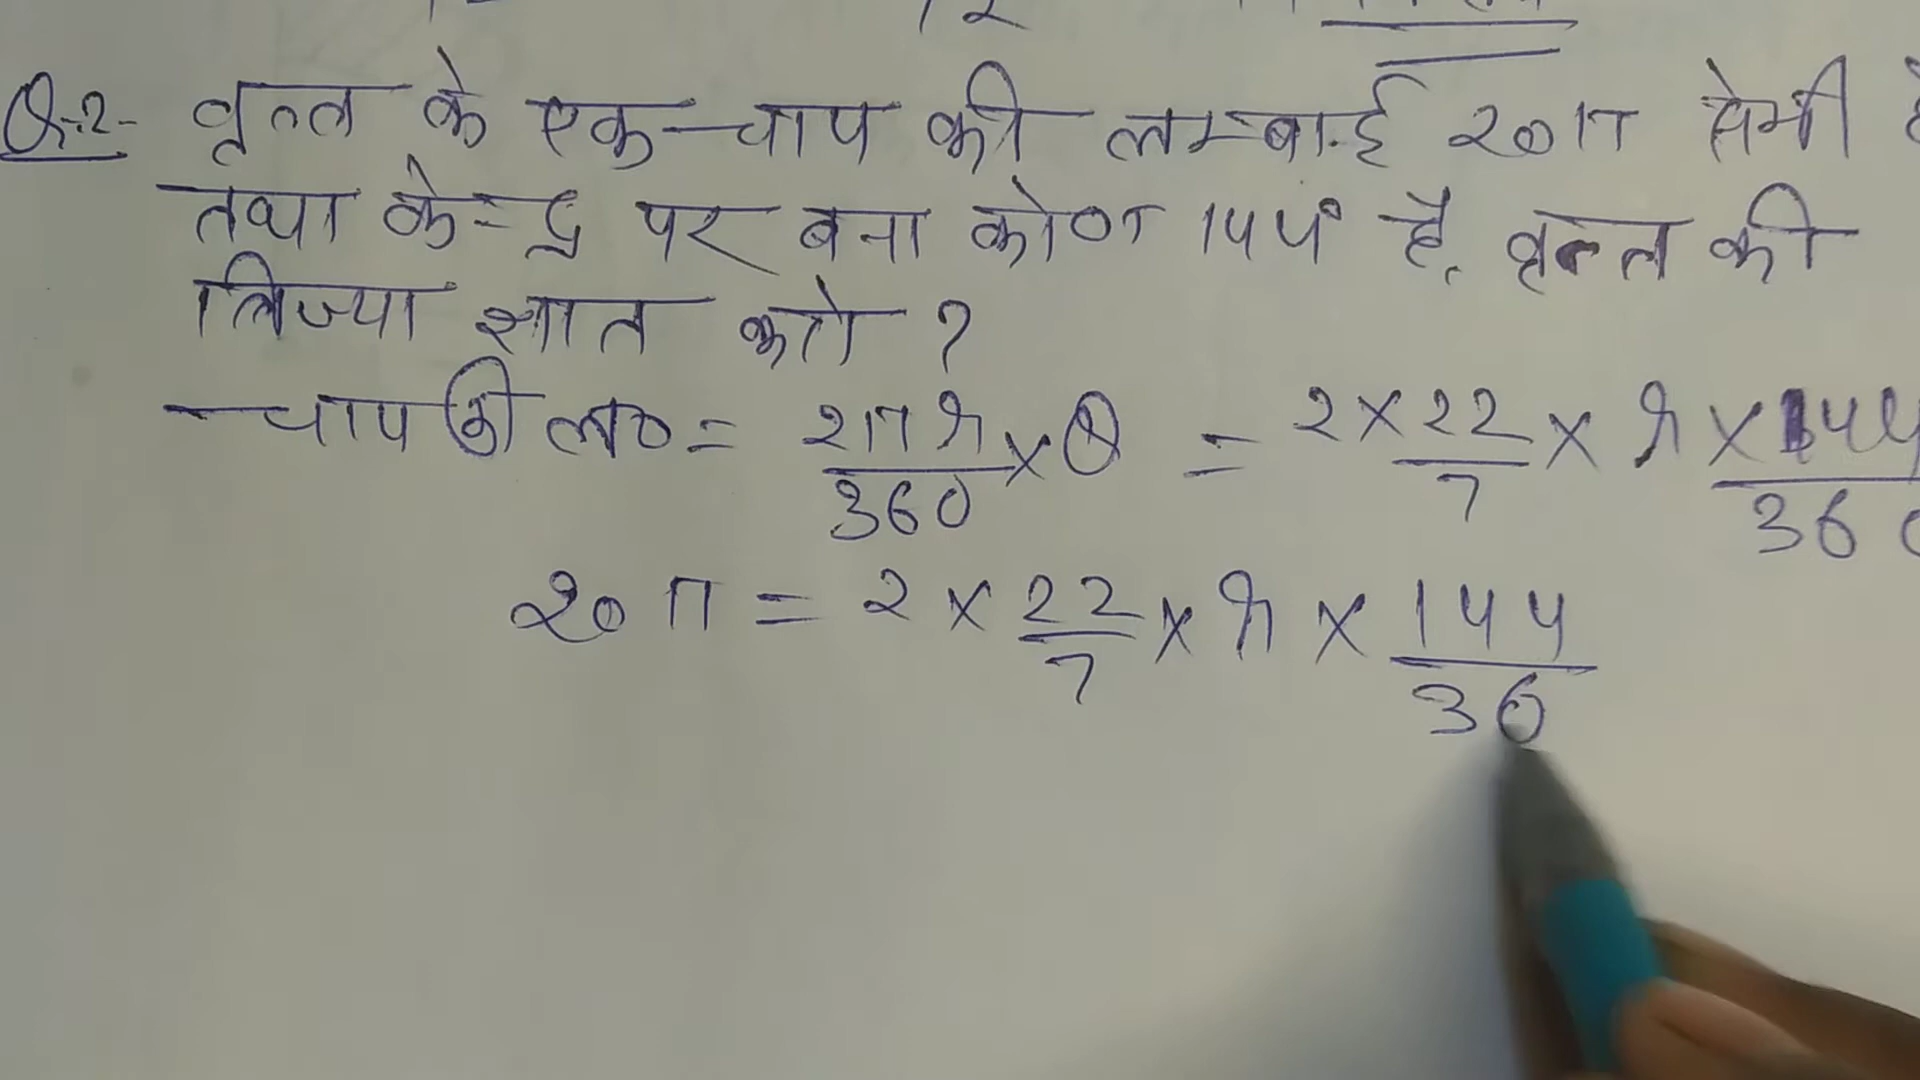 Q.2- वृत्त के एक चाप की लम्बाई 20π सेमी
तथा केन्द्र पर बना कोण 144° है, वृत्त की
त्रिज्या ज्ञात करो ?
चाप की ल० = 2πr/360 × θ = 2 × 22/7 × r × 144/360
20π = 2 × 22/7 × r × 144/36